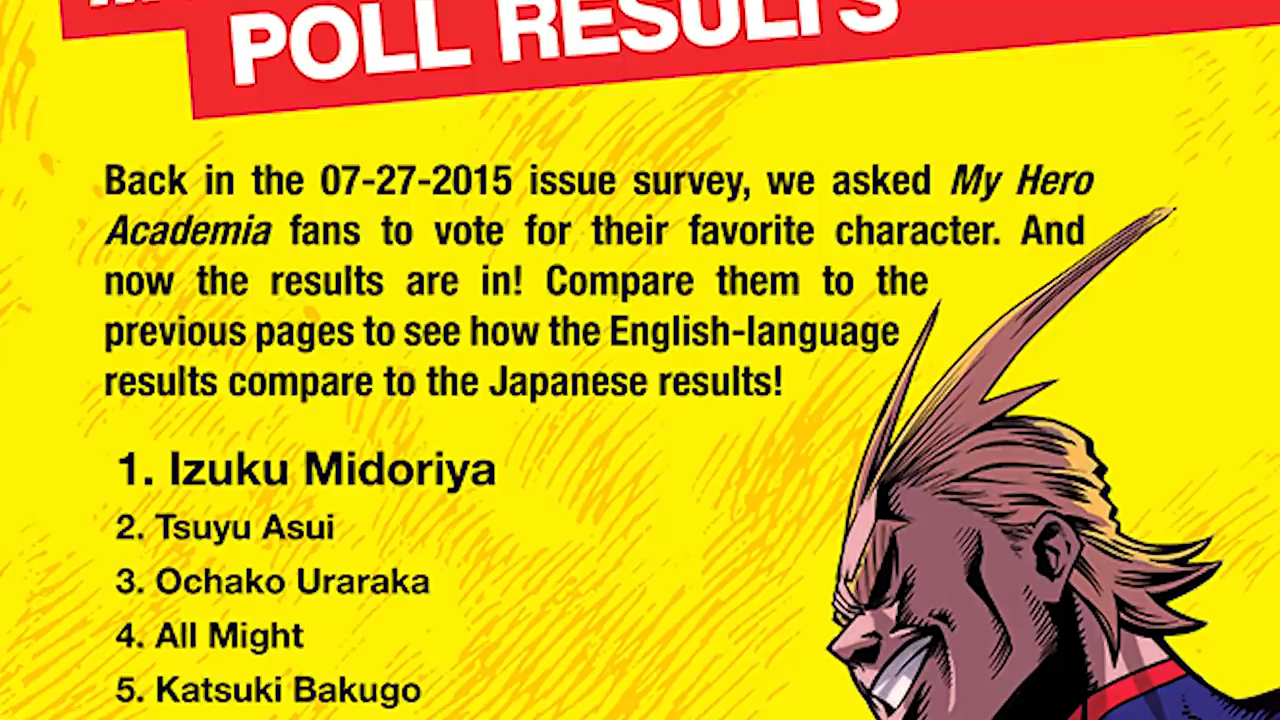 POLL RESULTS
Back in the 07-27-2015 issue survey, we asked My Hero
Academia fans to vote for their favorite character. And
now the results are in! Compare them to the
previous pages to see how the English-language
results compare to the Japanese results!
1. Izuku Midoriya
2. Tsuyu Asui
3. Ochako Uraraka
4. All Might
5. Katsuki Bakugo